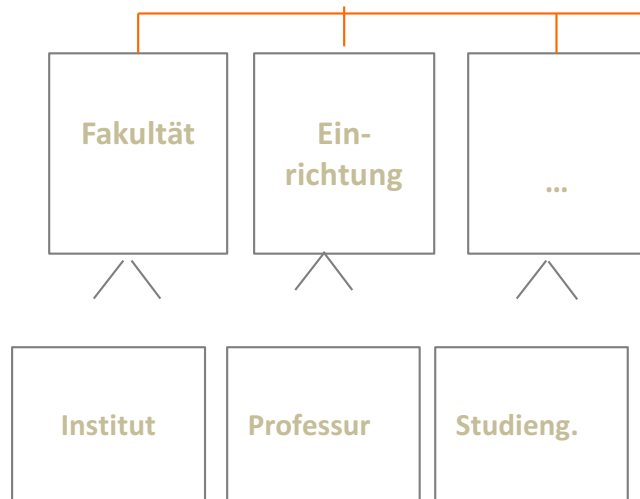 Fakultät
Ein-
richtung
...
Institut
Professur
Studieng.